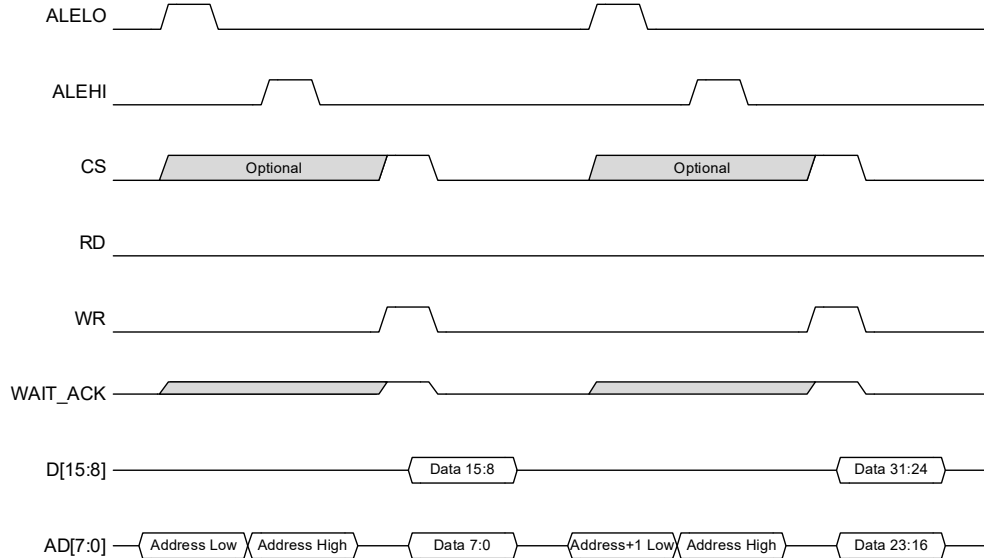 ALELO
ALEHI
CS Optional Optional
RD
WR
WAIT_ACK
D[15:8] Data 15:8 Data 31:24
AD[7:0] Address Low Address High Data 7:0 Address+1 Low Address High Data 23:16